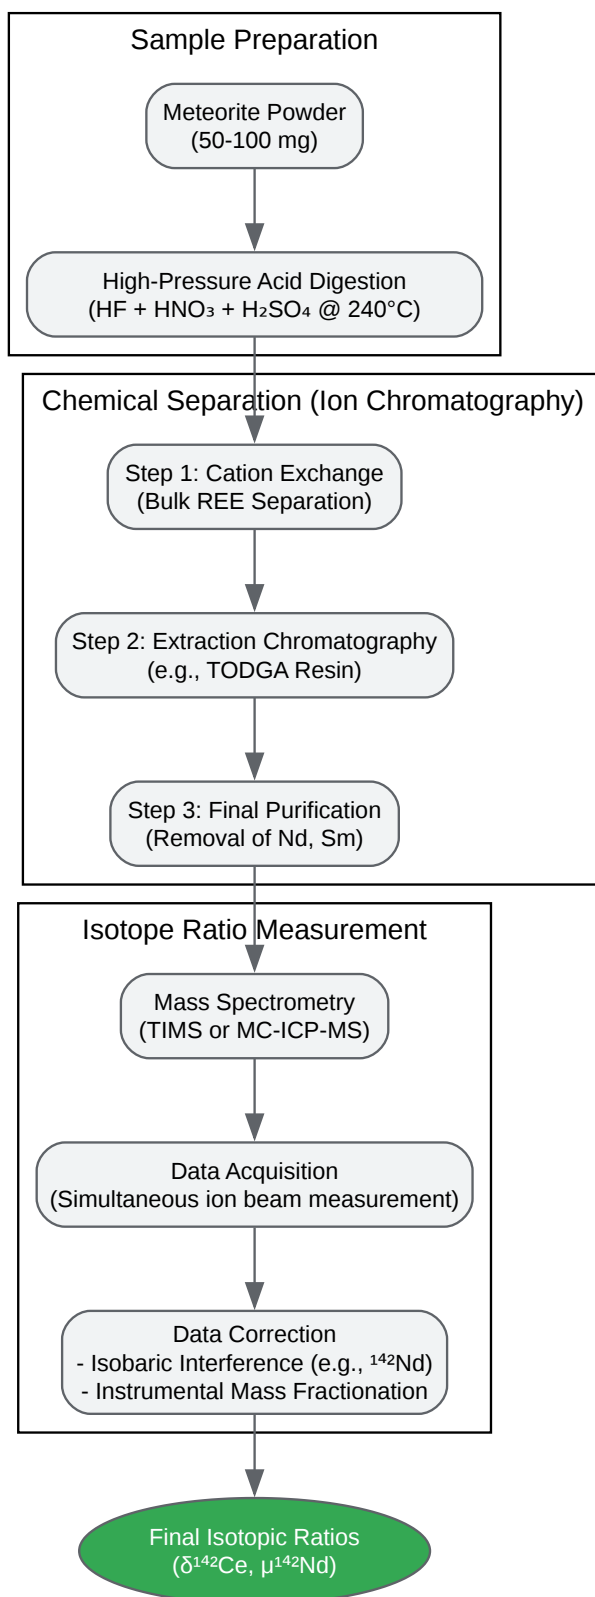 Sample Preparation
Meteorite Powder
(50-100 mg)
High-Pressure Acid Digestion
(HF + HNO₃ + H₂SO₄ @ 240°C)
Chemical Separation (Ion Chromatography)
Step 1: Cation Exchange
(Bulk REE Separation)
Step 2: Extraction Chromatography
(e.g., TODGA Resin)
Step 3: Final Purification
(Removal of Nd, Sm)
Isotope Ratio Measurement
Mass Spectrometry
(TIMS or MC-ICP-MS)
Data Acquisition
(Simultaneous ion beam measurement)
Data Correction
- Isobaric Interference (e.g., ¹⁴²Nd)
- Instrumental Mass Fractionation
Final Isotopic Ratios
(δ¹⁴²Ce, μ¹⁴²Nd)